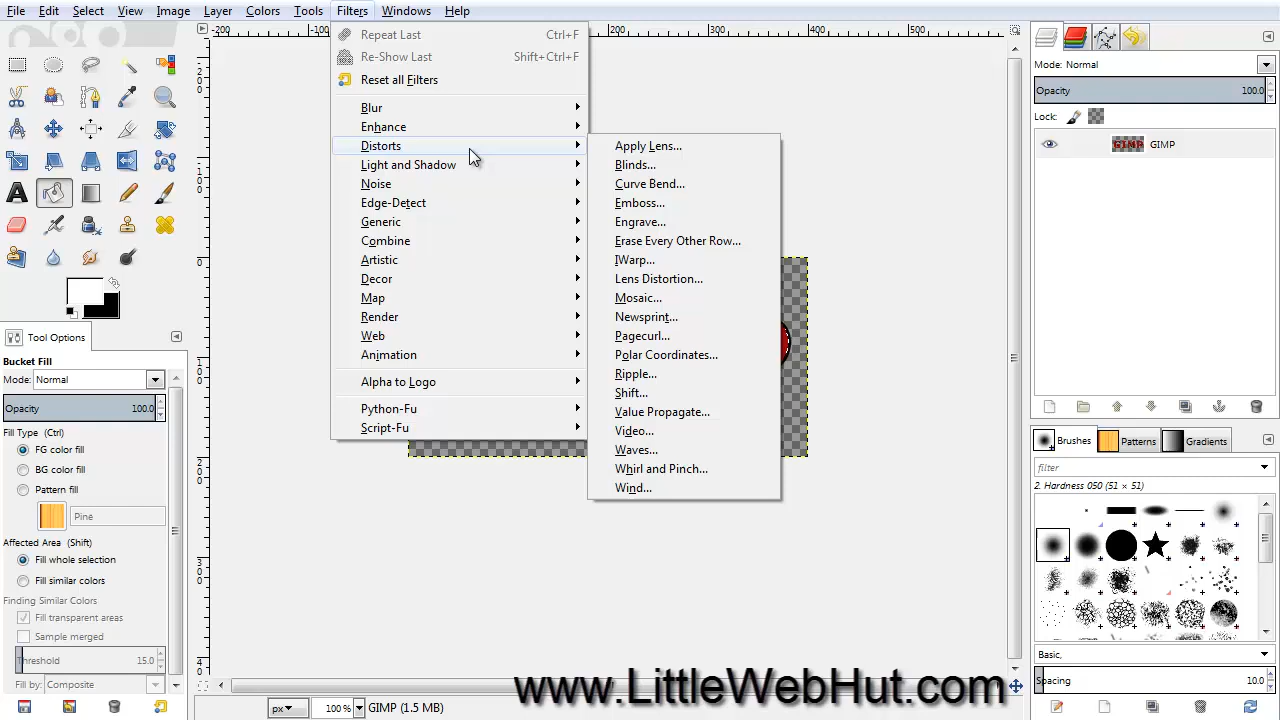 File Edit Select View Image Layer Colors Tools Filters Windows Help
-200 -100 200 300 400 500
Repeat Last Ctrl+F
Re-Show Last Shift+Ctrl+F
Reset all Filters
Blur
Enhance
Distorts
Light and Shadow
Noise
Edge-Detect
Generic
Combine
Artistic
Decor
Map
Render
Web
Animation
Alpha to Logo
Python-Fu
Script-Fu
Apply Lens...
Blinds...
Curve Bend...
Emboss...
Engrave...
Erase Every Other Row...
IWarp...
Lens Distortion...
Mosaic...
Newsprint...
Pagecurl...
Polar Coordinates...
Ripple...
Shift...
Value Propagate...
Video...
Waves...
Whirl and Pinch...
Wind...
Tool Options
Bucket Fill
Mode: Normal
Opacity 100.0
Fill Type (Ctrl)
FG color fill
BG color fill
Pattern fill
Pine
Affected Area (Shift)
Fill whole selection
Fill similar colors
Finding Similar Colors
Fill transparent areas
Sample merged
Threshold 15.0
Fill by: Composite
px 100 % GIMP (1.5 MB)
www.LittleWebHut.com
Mode: Normal
Opacity 100.0
Lock:
GIMP GIMP
Brushes Patterns Gradients
filter
2. Hardness 050 (51 × 51)
Basic,
Spacing 10.0